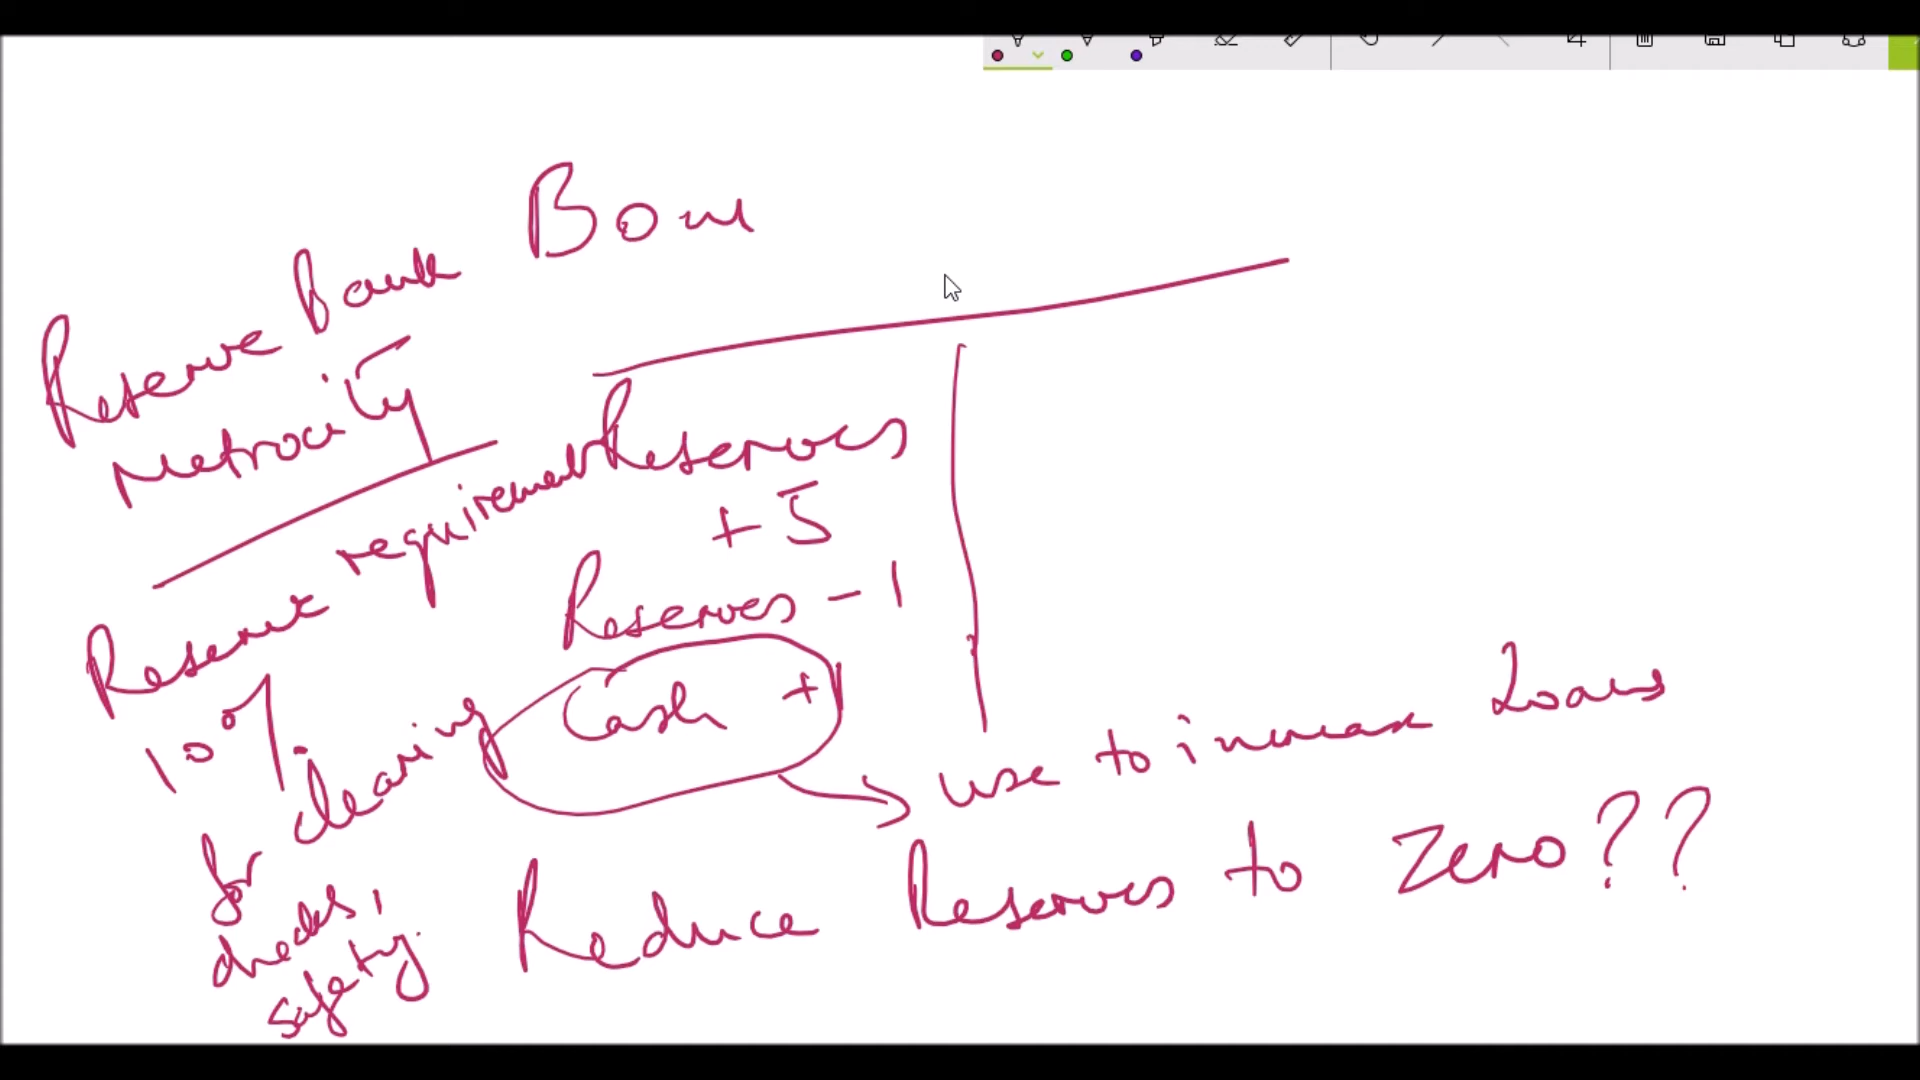 Reserve Bank
Metrocity
Reserve requirement
10%
for clearing
checks,
safety.
Reserves
+ 5
Reserves - 1
Cash +1
use to increase Loans
Reduce Reserves to Zero??